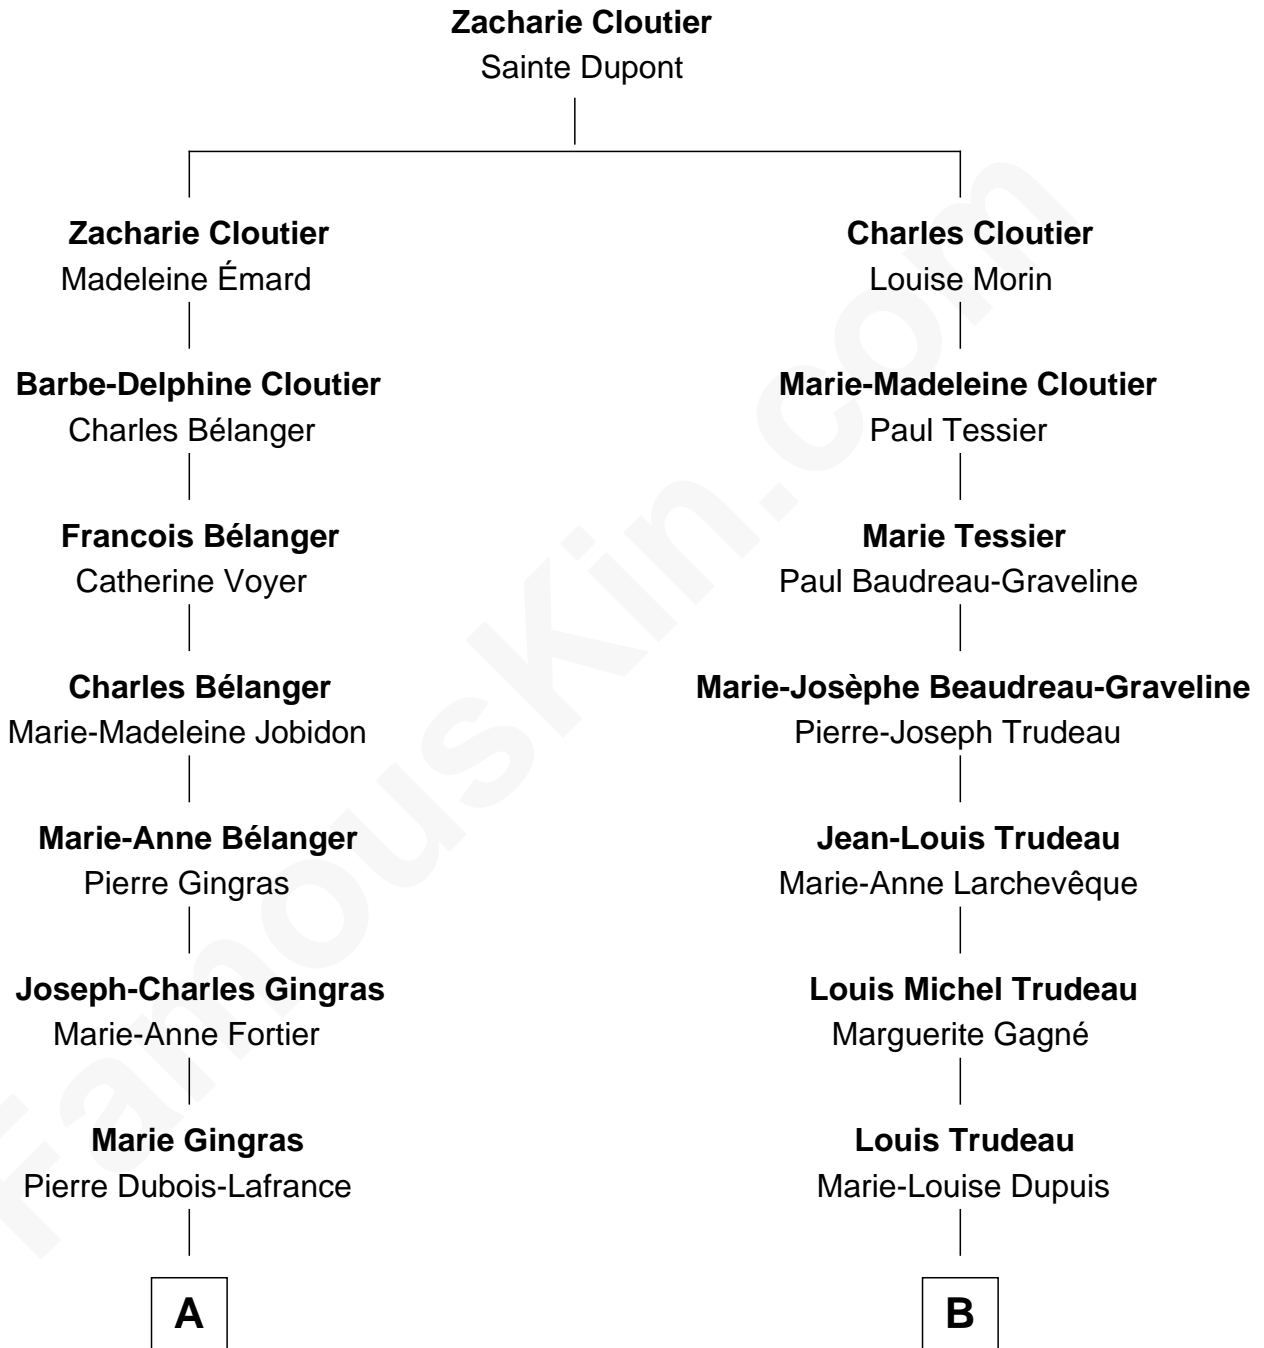 Zacharie Cloutier
Sainte Dupont
Zacharie Cloutier
Madeleine Émard
Charles Cloutier
Louise Morin
Barbe-Delphine Cloutier
Charles Bélanger
Marie-Madeleine Cloutier
Paul Tessier
Francois Bélanger
Catherine Voyer
Marie Tessier
Paul Baudreau-Graveline
Charles Bélanger
Marie-Madeleine Jobidon
Marie-Josèphe Beaudreau-Graveline
Pierre-Joseph Trudeau
Marie-Anne Bélanger
Pierre Gingras
Jean-Louis Trudeau
Marie-Anne Larchevêque
Joseph-Charles Gingras
Marie-Anne Fortier
Louis Michel Trudeau
Marguerite Gagné
Marie Gingras
Pierre Dubois-Lafrance
Louis Trudeau
Marie-Louise Dupuis
A
B
FamousKin.com